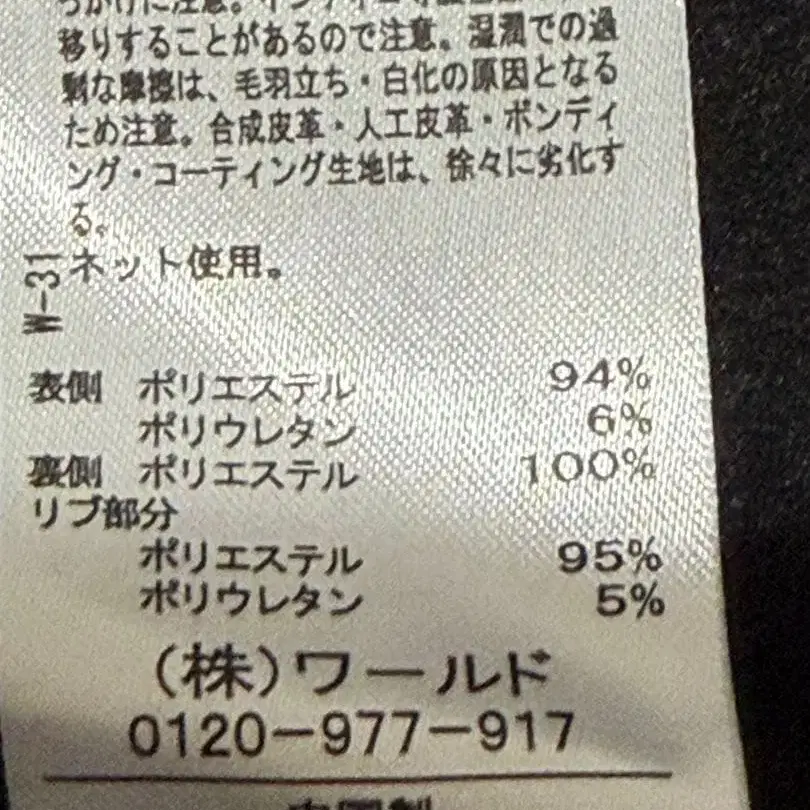 移りすることがあるので注意。湿潤での過
剰な摩擦は、毛羽立ち・白化の原因となる
ため注意。合成皮革・人工皮革・ボンディ
ング・コーティング生地は、徐々に劣化す
る。
ネット使用。
W-31
表側 ポリエステル 94%
ポリウレタン 6%
裏側 ポリエステル 100%
リブ部分
ポリエステル 95%
ポリウレタン 5%
(株)ワールド
0120-977-917